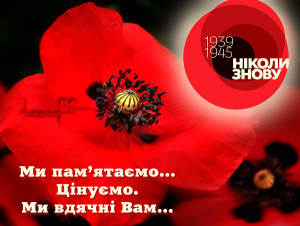 1939
1945
НІКОЛИ
ЗНОВУ
Ми пам’ятаємо...
Цінуємо.
Ми вдячні Вам...